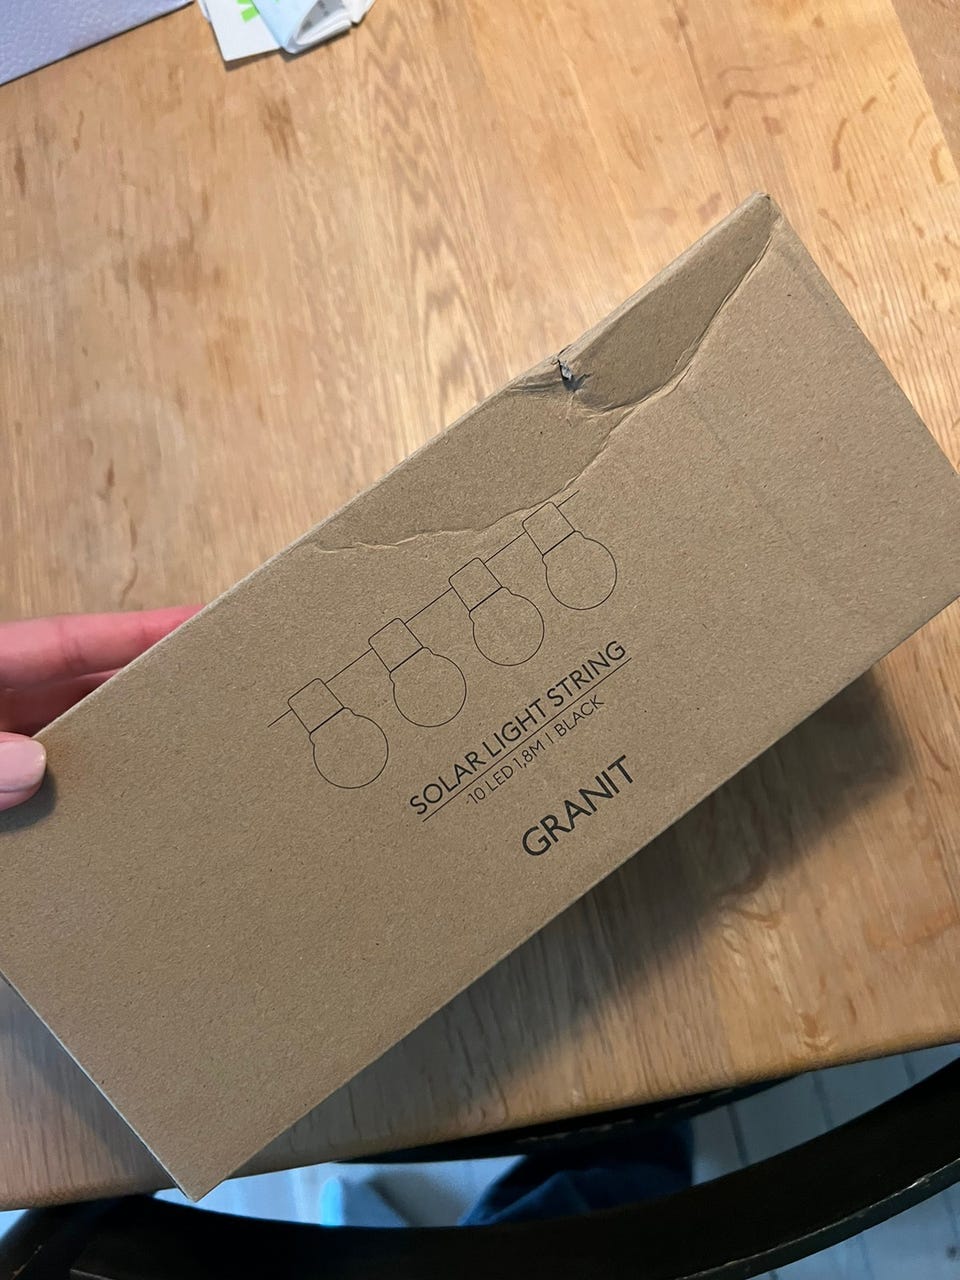 SOLAR LIGHT STRING
10 LED 1,8M | BLACK
GRANIT